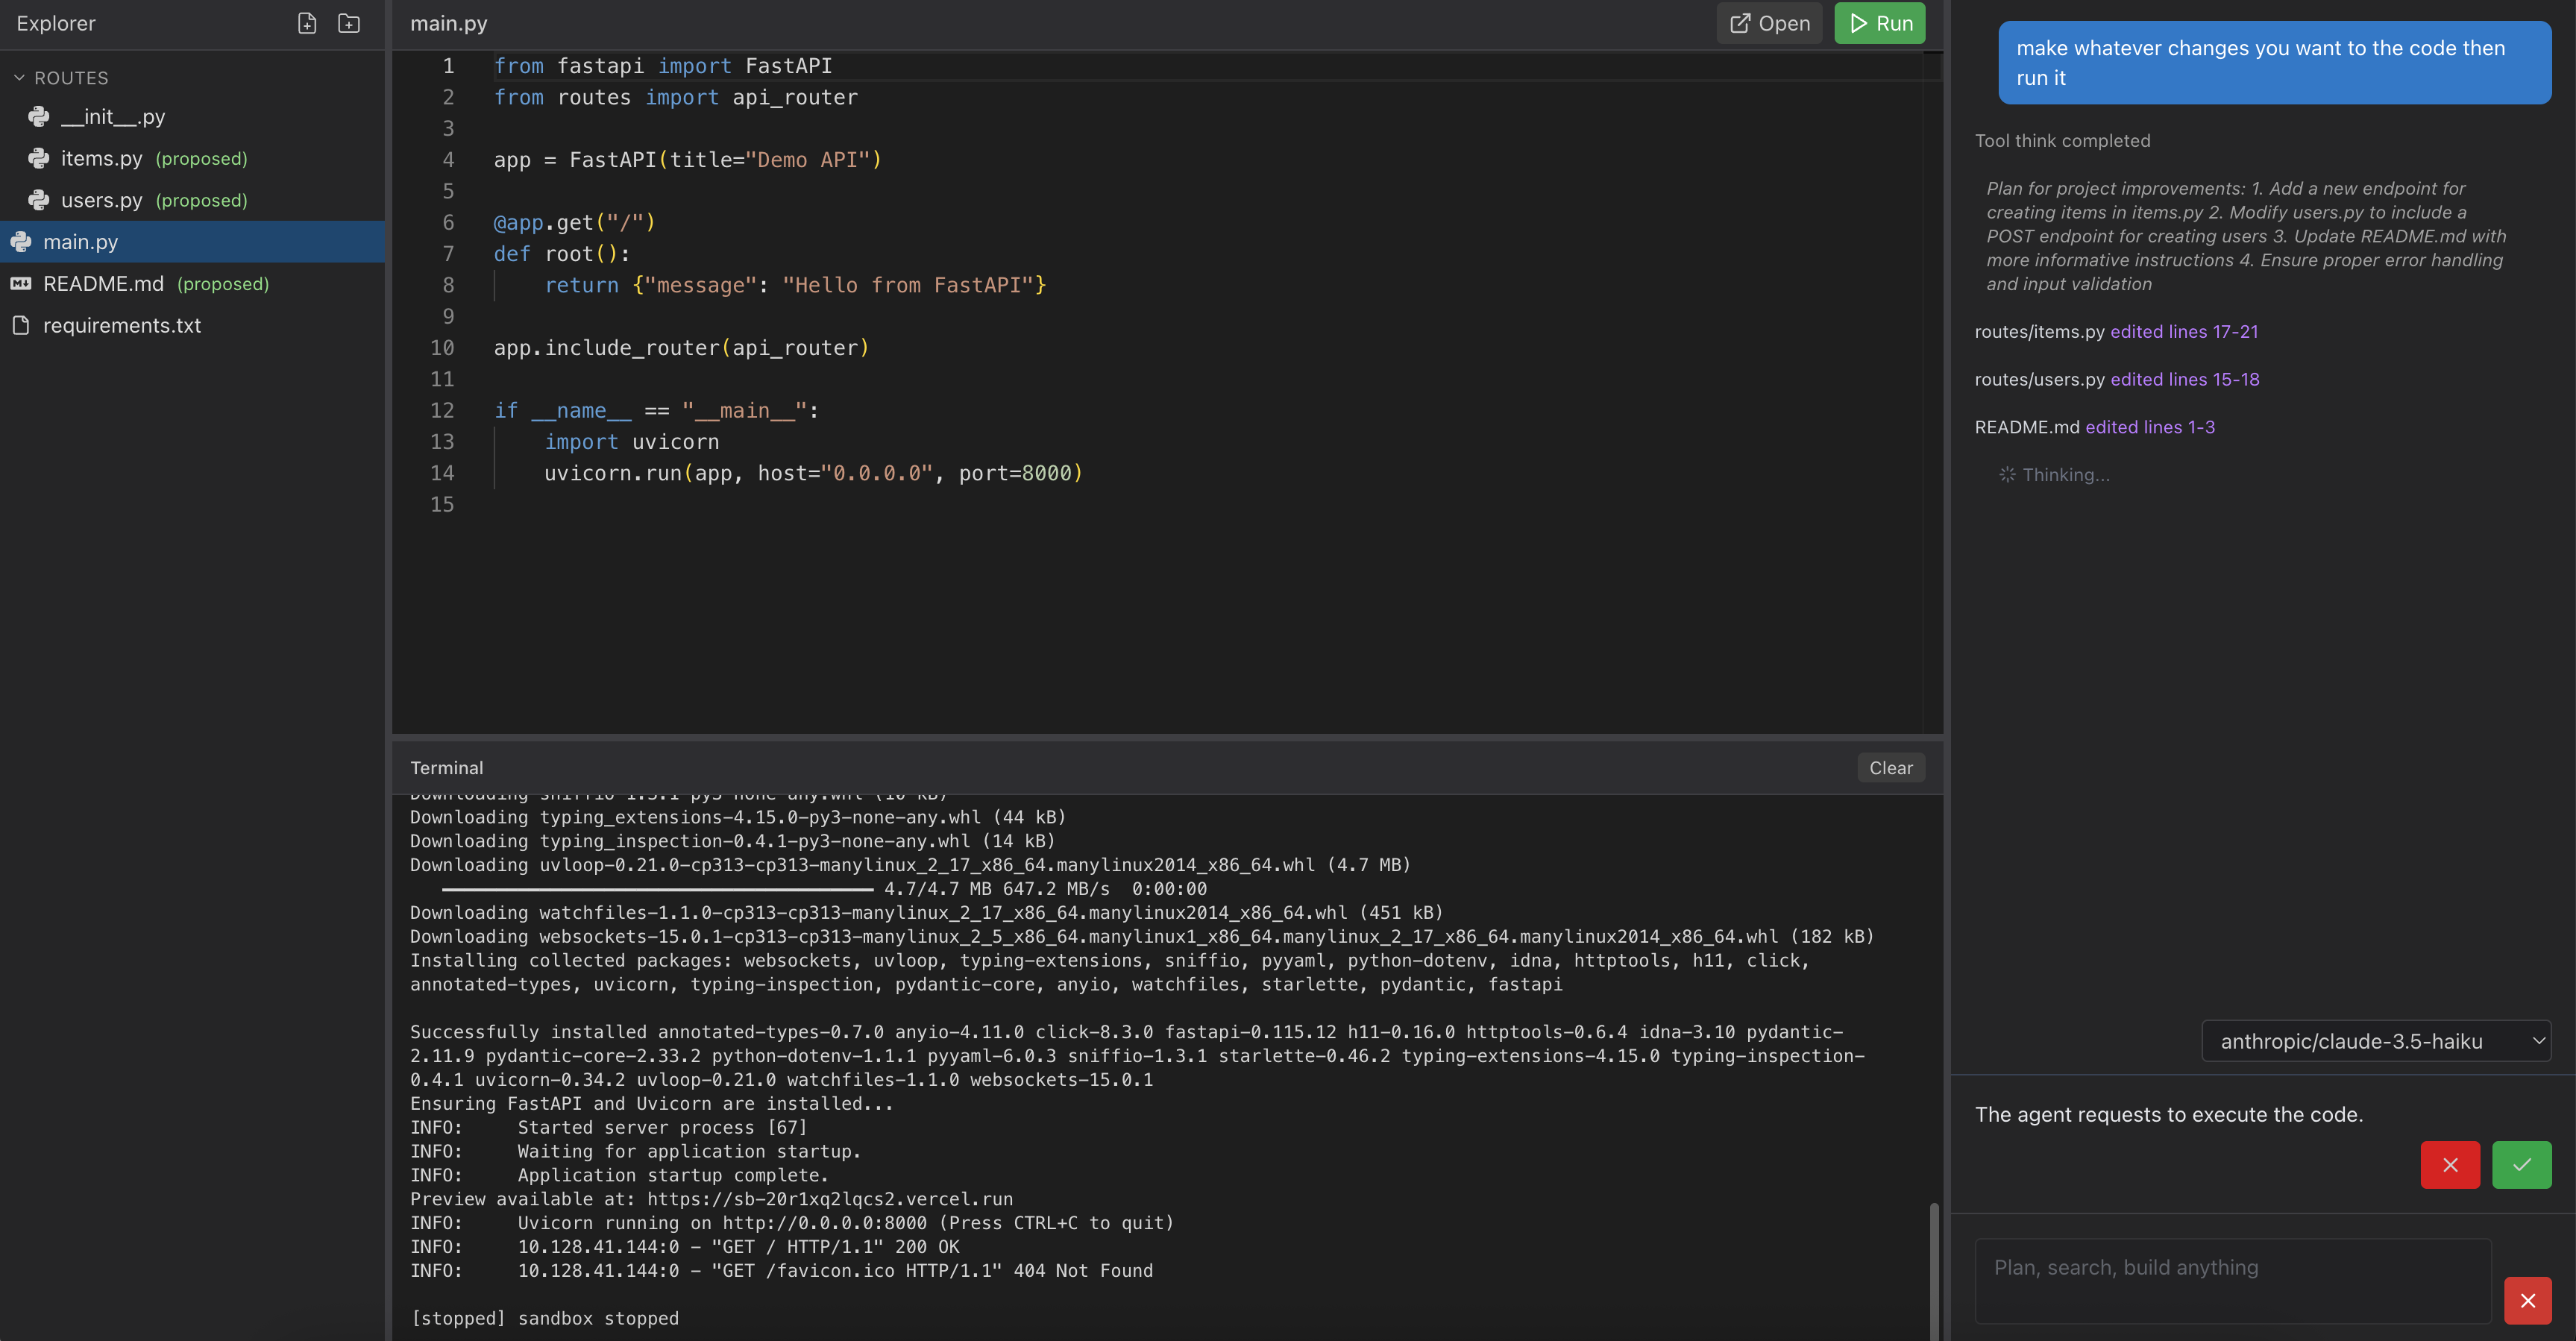 Explorer
ROUTES
__init__.py
items.py (proposed)
users.py (proposed)
main.py
README.md (proposed)
requirements.txt
main.py
Open
Run
1 from fastapi import FastAPI
2 from routes import api_router
3
4 app = FastAPI(title="Demo API")
5
6 @app.get("/")
7 def root():
8     return {"message": "Hello from FastAPI"}
9
10 app.include_router(api_router)
11
12 if __name__ == "__main__":
13     import uvicorn
14     uvicorn.run(app, host="0.0.0.0", port=8000)
15
Terminal
Clear
Downloading sniffio-1.3.1-py3-none-any.whl (10 kB)
Downloading typing_extensions-4.15.0-py3-none-any.whl (44 kB)
Downloading typing_inspection-0.4.1-py3-none-any.whl (14 kB)
Downloading uvloop-0.21.0-cp313-cp313-manylinux_2_17_x86_64.manylinux2014_x86_64.whl (4.7 MB)
4.7/4.7 MB 647.2 MB/s  0:00:00
Downloading watchfiles-1.1.0-cp313-cp313-manylinux_2_17_x86_64.manylinux2014_x86_64.whl (451 kB)
Downloading websockets-15.0.1-cp313-cp313-manylinux_2_5_x86_64.manylinux1_x86_64.manylinux_2_17_x86_64.manylinux2014_x86_64.whl (182 kB)
Installing collected packages: websockets, uvloop, typing-extensions, sniffio, pyyaml, python-dotenv, idna, httptools, h11, click,
annotated-types, uvicorn, typing-inspection, pydantic-core, anyio, watchfiles, starlette, pydantic, fastapi
Successfully installed annotated-types-0.7.0 anyio-4.11.0 click-8.3.0 fastapi-0.115.12 h11-0.16.0 httptools-0.6.4 idna-3.10 pydantic-
2.11.9 pydantic-core-2.33.2 python-dotenv-1.1.1 pyyaml-6.0.3 sniffio-1.3.1 starlette-0.46.2 typing-extensions-4.15.0 typing-inspection-
0.4.1 uvicorn-0.34.2 uvloop-0.21.0 watchfiles-1.1.0 websockets-15.0.1
Ensuring FastAPI and Uvicorn are installed...
INFO:     Started server process [67]
INFO:     Waiting for application startup.
INFO:     Application startup complete.
Preview available at: https://sb-20r1xq2lqcs2.vercel.run
INFO:     Uvicorn running on http://0.0.0.0:8000 (Press CTRL+C to quit)
INFO:     10.128.41.144:0 - "GET / HTTP/1.1" 200 OK
INFO:     10.128.41.144:0 - "GET /favicon.ico HTTP/1.1" 404 Not Found
[stopped] sandbox stopped
make whatever changes you want to the code then
run it
Tool think completed
Plan for project improvements: 1. Add a new endpoint for
creating items in items.py 2. Modify users.py to include a
POST endpoint for creating users 3. Update README.md with
more informative instructions 4. Ensure proper error handling
and input validation
routes/items.py edited lines 17-21
routes/users.py edited lines 15-18
README.md edited lines 1-3
Thinking...
anthropic/claude-3.5-haiku
The agent requests to execute the code.
Plan, search, build anything